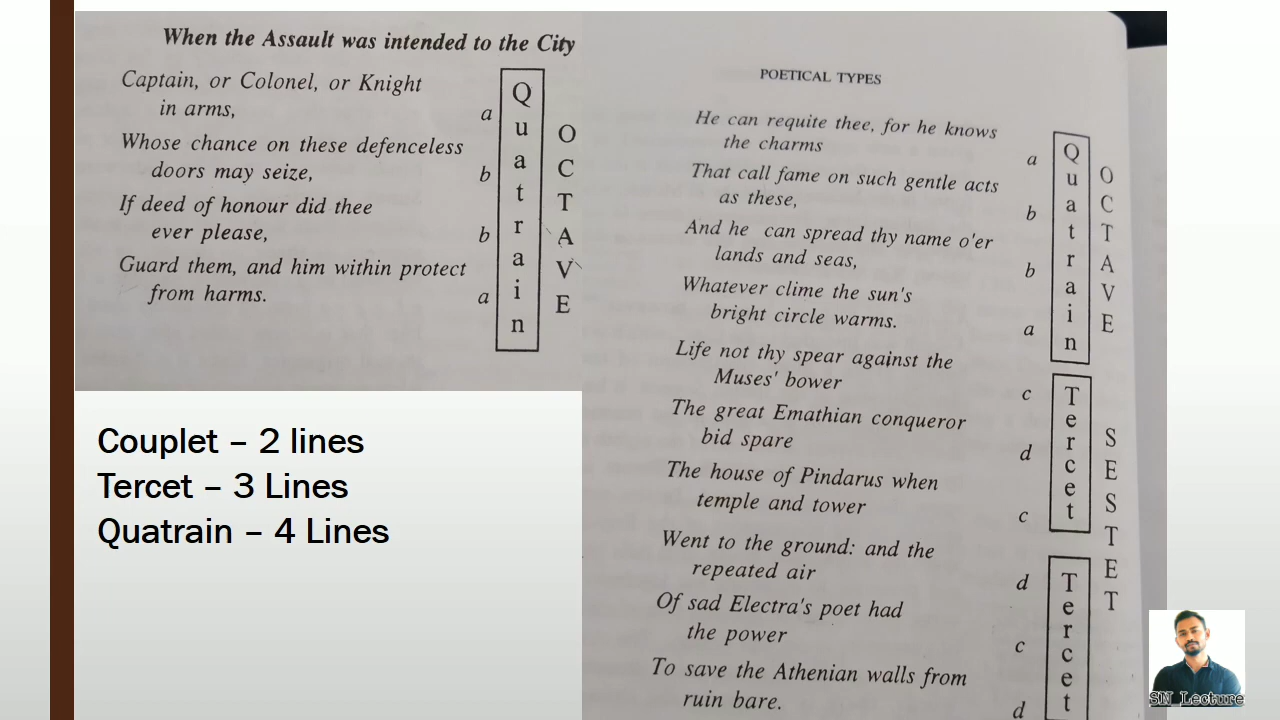 When the Assault was intended to the City
Captain, or Colonel, or Knight
in arms,
a
Whose chance on these defenceless
doors may seize,
b
If deed of honour did thee
ever please,
b
Guard them, and him within protect
from harms.
a
Quatrain
OCTAVE
Couplet – 2 lines
Tercet – 3 Lines
Quatrain – 4 Lines
POETICAL TYPES
He can requite thee, for he knows
the charms
a
That call fame on such gentle acts
as these,
b
And he can spread thy name o'er
lands and seas,
b
Whatever clime the sun's
bright circle warms.
a
Quatrain
OCTAVE
Life not thy spear against the
Muses' bower
c
The great Emathian conqueror
bid spare
d
The house of Pindarus when
temple and tower
c
Tercet
Went to the ground: and the
repeated air
d
Of sad Electra's poet had
the power
c
To save the Athenian walls from
ruin bare.
d
Tercet
SESTET
SN Lecture